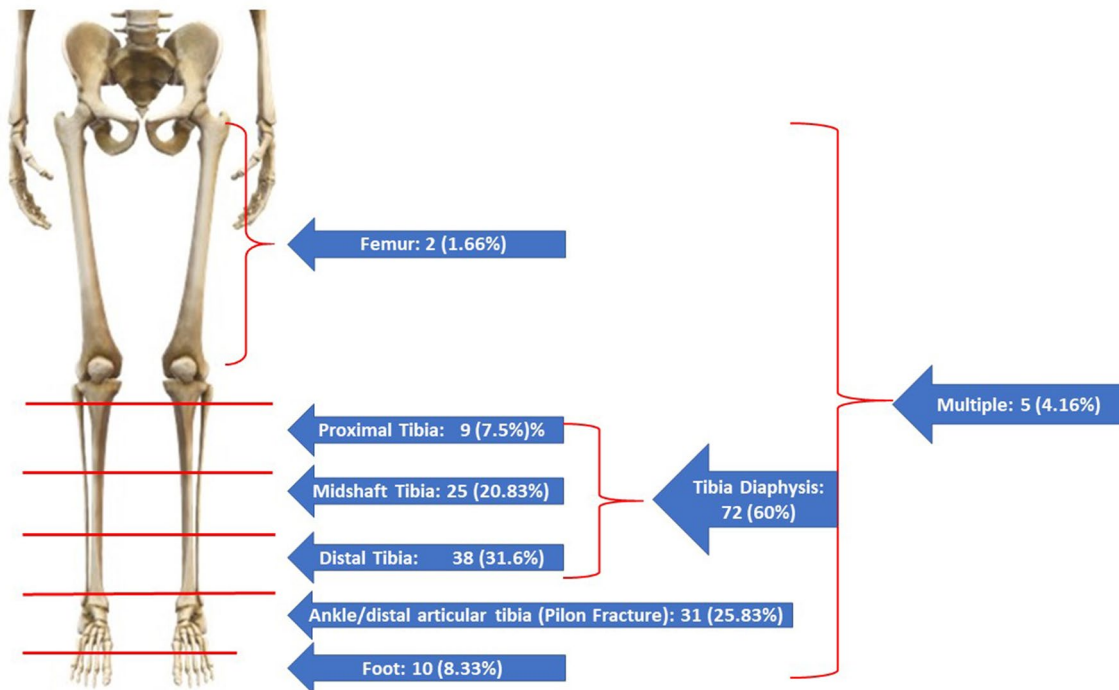 Femur: 2 (1.66%)
Multiple: 5 (4.16%)
Proximal Tibia: 9 (7.5%)%
Midshaft Tibia: 25 (20.83%)
Tibia Diaphysis:
72 (60%)
Distal Tibia: 38 (31.6%)
Ankle/distal articular tibia (Pilon Fracture): 31 (25.83%)
Foot: 10 (8.33%)